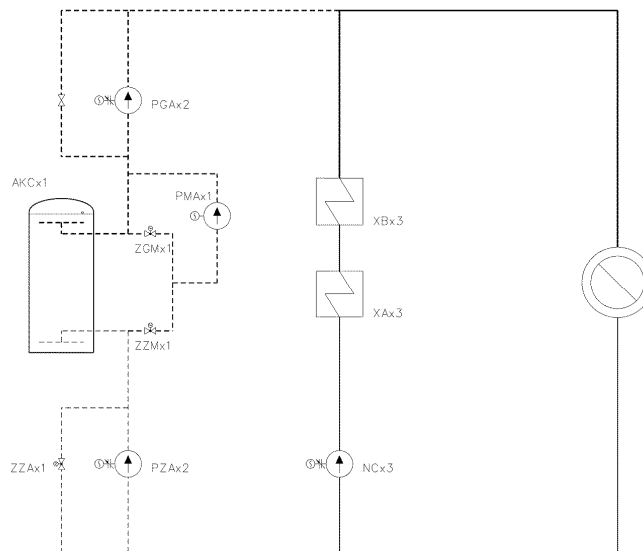 PGAx2
AKCx1
PMAx1
XBx3
ZGMx1
XAx3
ZZMx1
ZZAx1
PZAx2
NCx3